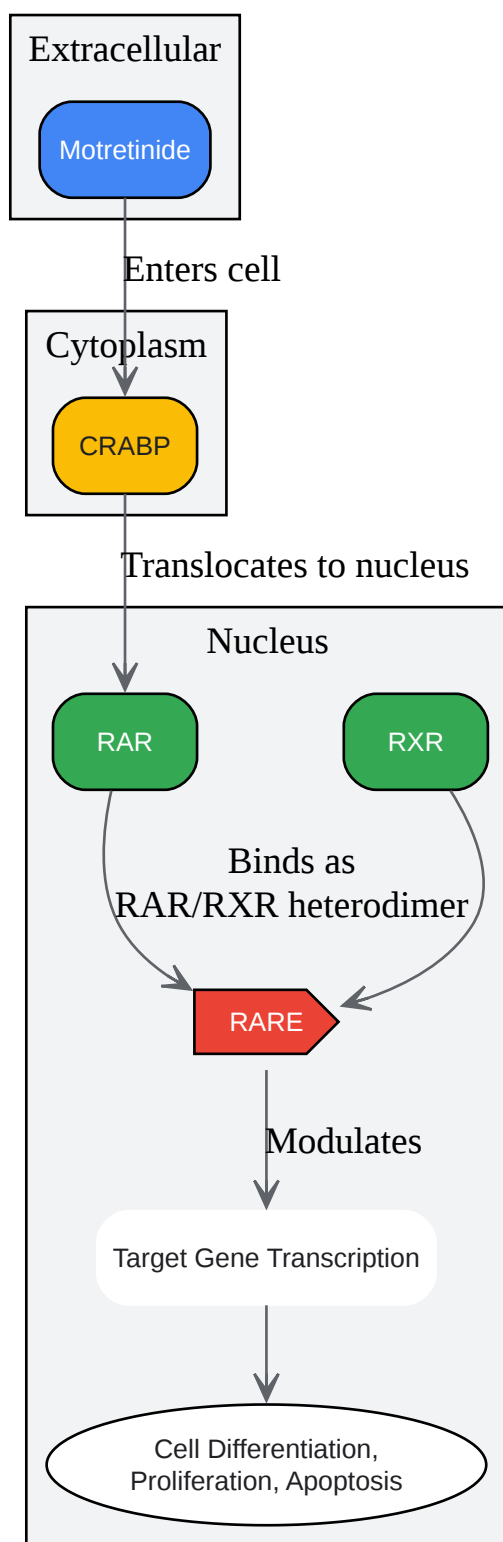 Extracellular
Motretinide
Enters cell
Cytoplasm
CRABP
Translocates to nucleus
Nucleus
RAR
RXR
Binds as
RAR/RXR heterodimer
RARE
Modulates
Target Gene Transcription
Cell Differentiation,
Proliferation, Apoptosis